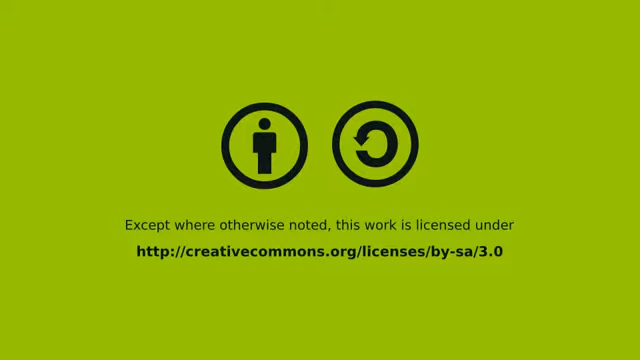 Except where otherwise noted, this work is licensed under
http://creativecommons.org/licenses/by-sa/3.0